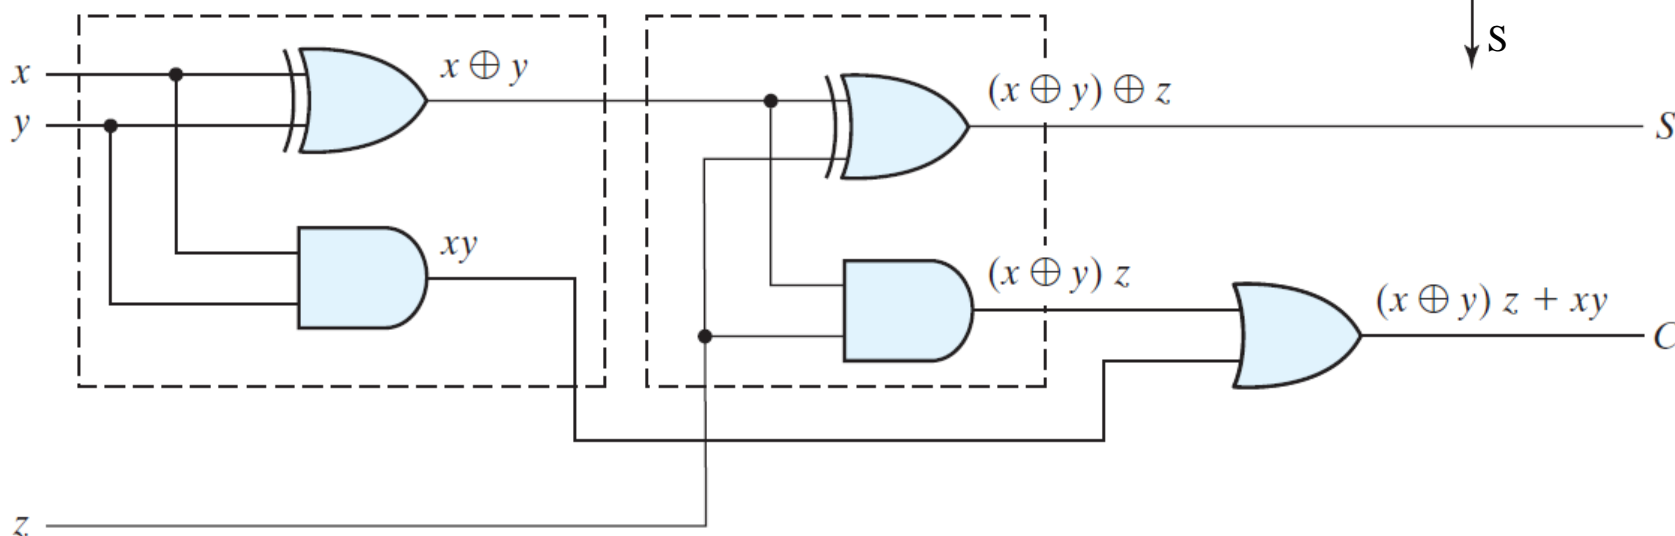 S
x ⊕ y
x
(x ⊕ y) ⊕ z
y
S
xy
(x ⊕ y) z
(x ⊕ y) z + xy
C
z